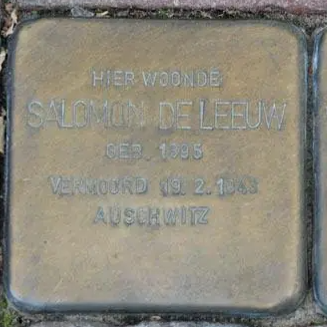 HIER WOONDE
SALOMON DE LEEUW
GEB. 1895
VERMOORD 19.2.1943
AUSCHWITZ